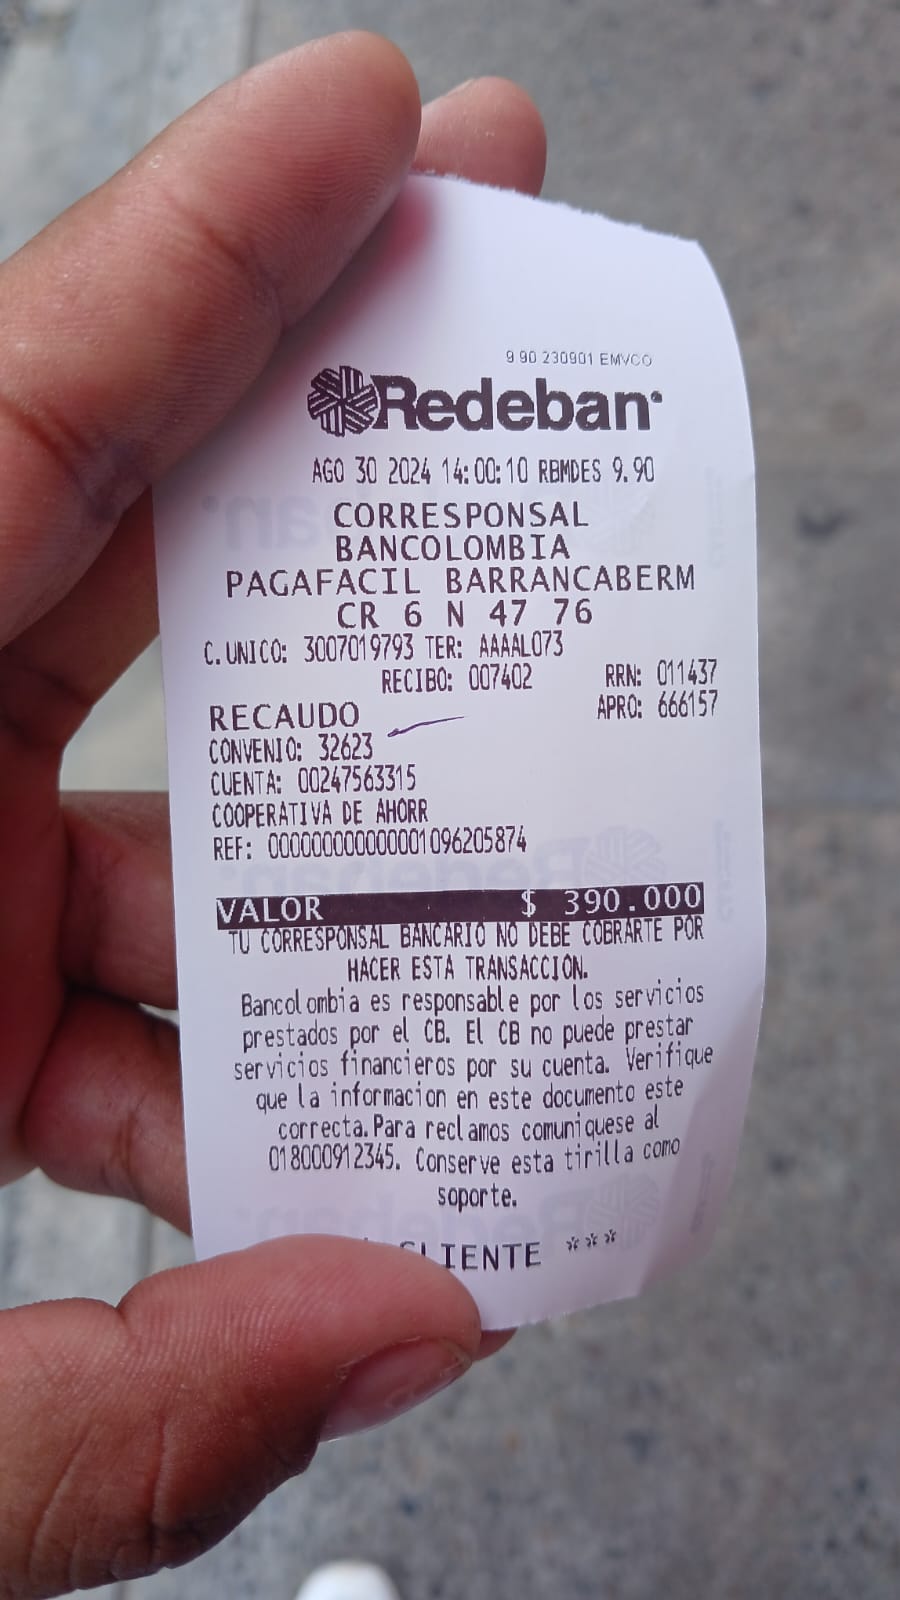 9 90 230901 EMVCO
Redeban
AGO 30 2024 14:00:10 RBMDES 9.90
CORRESPONSAL
BANCOLOMBIA
PAGAFACIL BARRANCABERM
CR 6 N 47 76
C.UNICO: 3007019793 TER: AAAAL073
RECIBO: 007402 RRN: 011437
RECAUDO APRO: 666157
CONVENIO: 32623
CUENTA: 00247563315
COOPERATIVA DE AHORR
REF: 00000000000001096205874
VALOR $ 390.000
TU CORRESPONSAL BANCARIO NO DEBE COBRARTE POR
HACER ESTA TRANSACCION.
Bancolombia es responsable por los servicios
prestados por el CB. El CB no puede prestar
servicios financieros por su cuenta. Verifique
que la informacion en este documento este
correcta.Para reclamos comuniquese al
018000912345. Conserve esta tirilla como
soporte.
CLIENTE ***